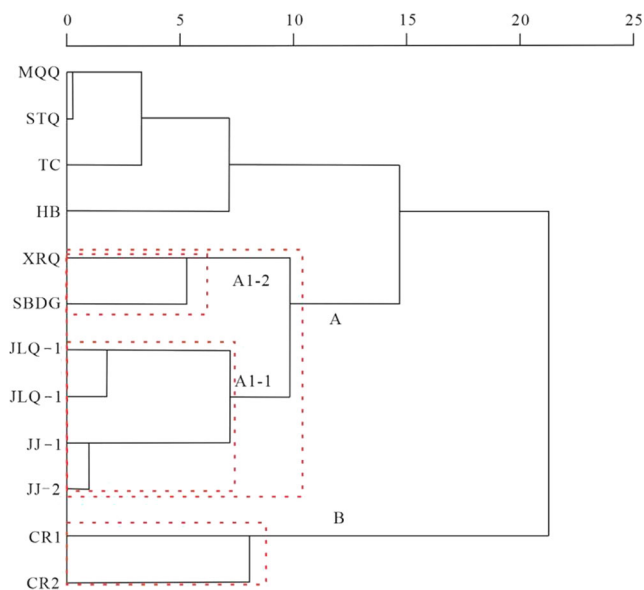 0 5 10 15 20 25
MQQ
STQ
TC
HB
XRQ
A1-2
SBDG
A
JLQ-1
A1-1
JLQ-1
JJ-1
JJ-2
B
CR1
CR2